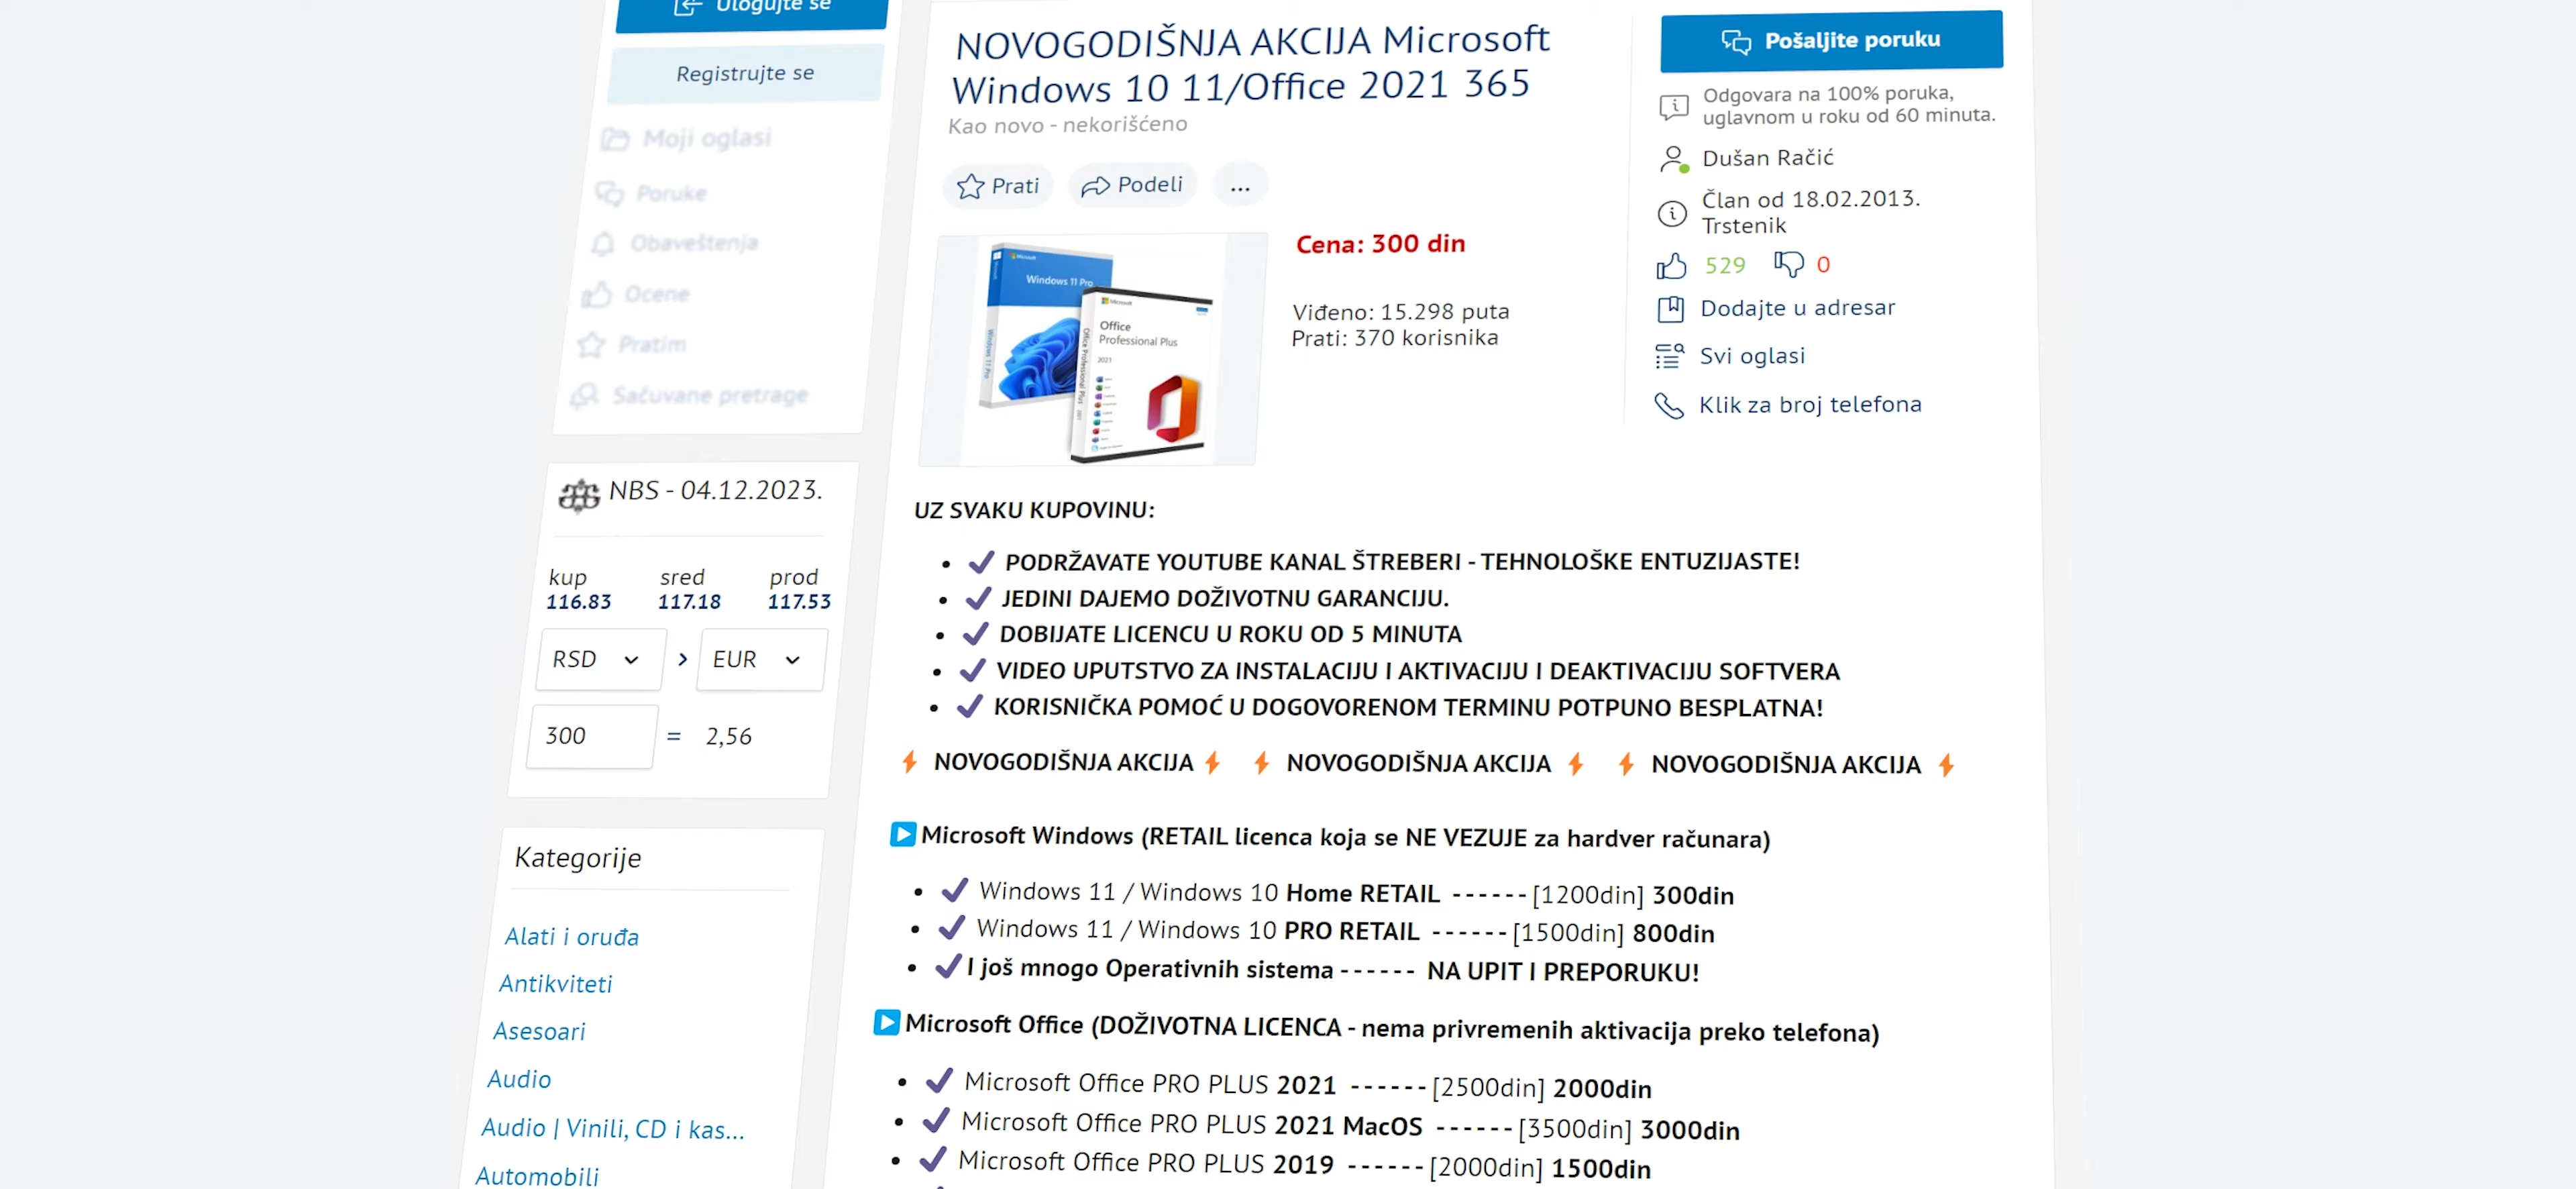 Ulogujte se
Registrujte se
Moji oglasi
Poruke
Obaveštenja
Ocene
Pratim
Sačuvane pretrage
NBS - 04.12.2023.
kup sred prod
116.83 117.18 117.53
RSD > EUR
300 = 2,56
Kategorije
Alati i oruđa
Antikviteti
Asesoari
Audio
Audio | Vinili, CD i kas...
Automobili
NOVOGODIŠNJA AKCIJA Microsoft
Windows 10 11/Office 2021 365
Kao novo - nekorišćeno
Prati Podeli ...
Microsoft
Windows 11 Pro
Windows 11 Pro
Microsoft
Office
Professional Plus
2021
Office Professional Plus
Cena: 300 din
Viđeno: 15.298 puta
Prati: 370 korisnika
Pošaljite poruku
Odgovara na 100% poruka,
uglavnom u roku od 60 minuta.
Dušan Račić
Član od 18.02.2013.
Trstenik
529 0
Dodajte u adresar
Svi oglasi
Klik za broj telefona
UZ SVAKU KUPOVINU:
• ✔ PODRŽAVATE YOUTUBE KANAL ŠTREBERI - TEHNOLOŠKE ENTUZIJASTE!
• ✔ JEDINI DAJEMO DOŽIVOTNU GARANCIJU.
• ✔ DOBIJATE LICENCU U ROKU OD 5 MINUTA
• ✔ VIDEO UPUTSTVO ZA INSTALACIJU I AKTIVACIJU I DEAKTIVACIJU SOFTVERA
• ✔ KORISNIČKA POMOĆ U DOGOVORENOM TERMINU POTPUNO BESPLATNA!
⚡ NOVOGODIŠNJA AKCIJA ⚡ ⚡ NOVOGODIŠNJA AKCIJA ⚡ ⚡ NOVOGODIŠNJA AKCIJA ⚡
▶ Microsoft Windows (RETAIL licenca koja se NE VEZUJE za hardver računara)
• ✔ Windows 11 / Windows 10 Home RETAIL ------[1200din] 300din
• ✔ Windows 11 / Windows 10 PRO RETAIL ------[1500din] 800din
• ✔ I još mnogo Operativnih sistema ------ NA UPIT I PREPORUKU!
▶ Microsoft Office (DOŽIVOTNA LICENCA - nema privremenih aktivacija preko telefona)
• ✔ Microsoft Office PRO PLUS 2021 ------[2500din] 2000din
• ✔ Microsoft Office PRO PLUS 2021 MacOS ------[3500din] 3000din
• ✔ Microsoft Office PRO PLUS 2019 ------[2000din] 1500din